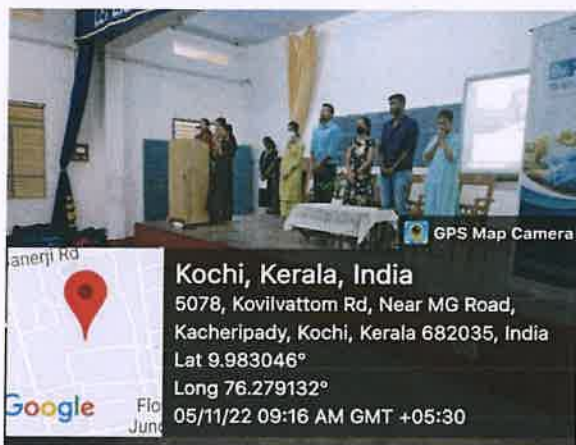 GPS Map Camera
anerji Rd
Google
Flo
Junc
Kochi, Kerala, India
5078, Kovilvattom Rd, Near MG Road,
Kacheripady, Kochi, Kerala 682035, India
Lat 9.983046°
Long 76.279132°
05/11/22 09:16 AM GMT +05:30